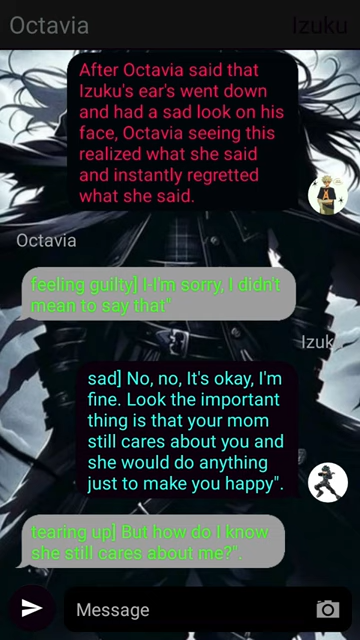 Octavia
Izuku
After Octavia said that
Izuku's ear's went down
and had a sad look on his
face, Octavia seeing this
realized what she said
and instantly regretted
what she said.
Octavia
feeling guilty] I-I'm sorry, I didn't
mean to say that"
Izuk
sad] No, no, It's okay, I'm
fine. Look the important
thing is that your mom
still cares about you and
she would do anything
just to make you happy".
tearing up] But how do I know
she still cares about me?".
Message